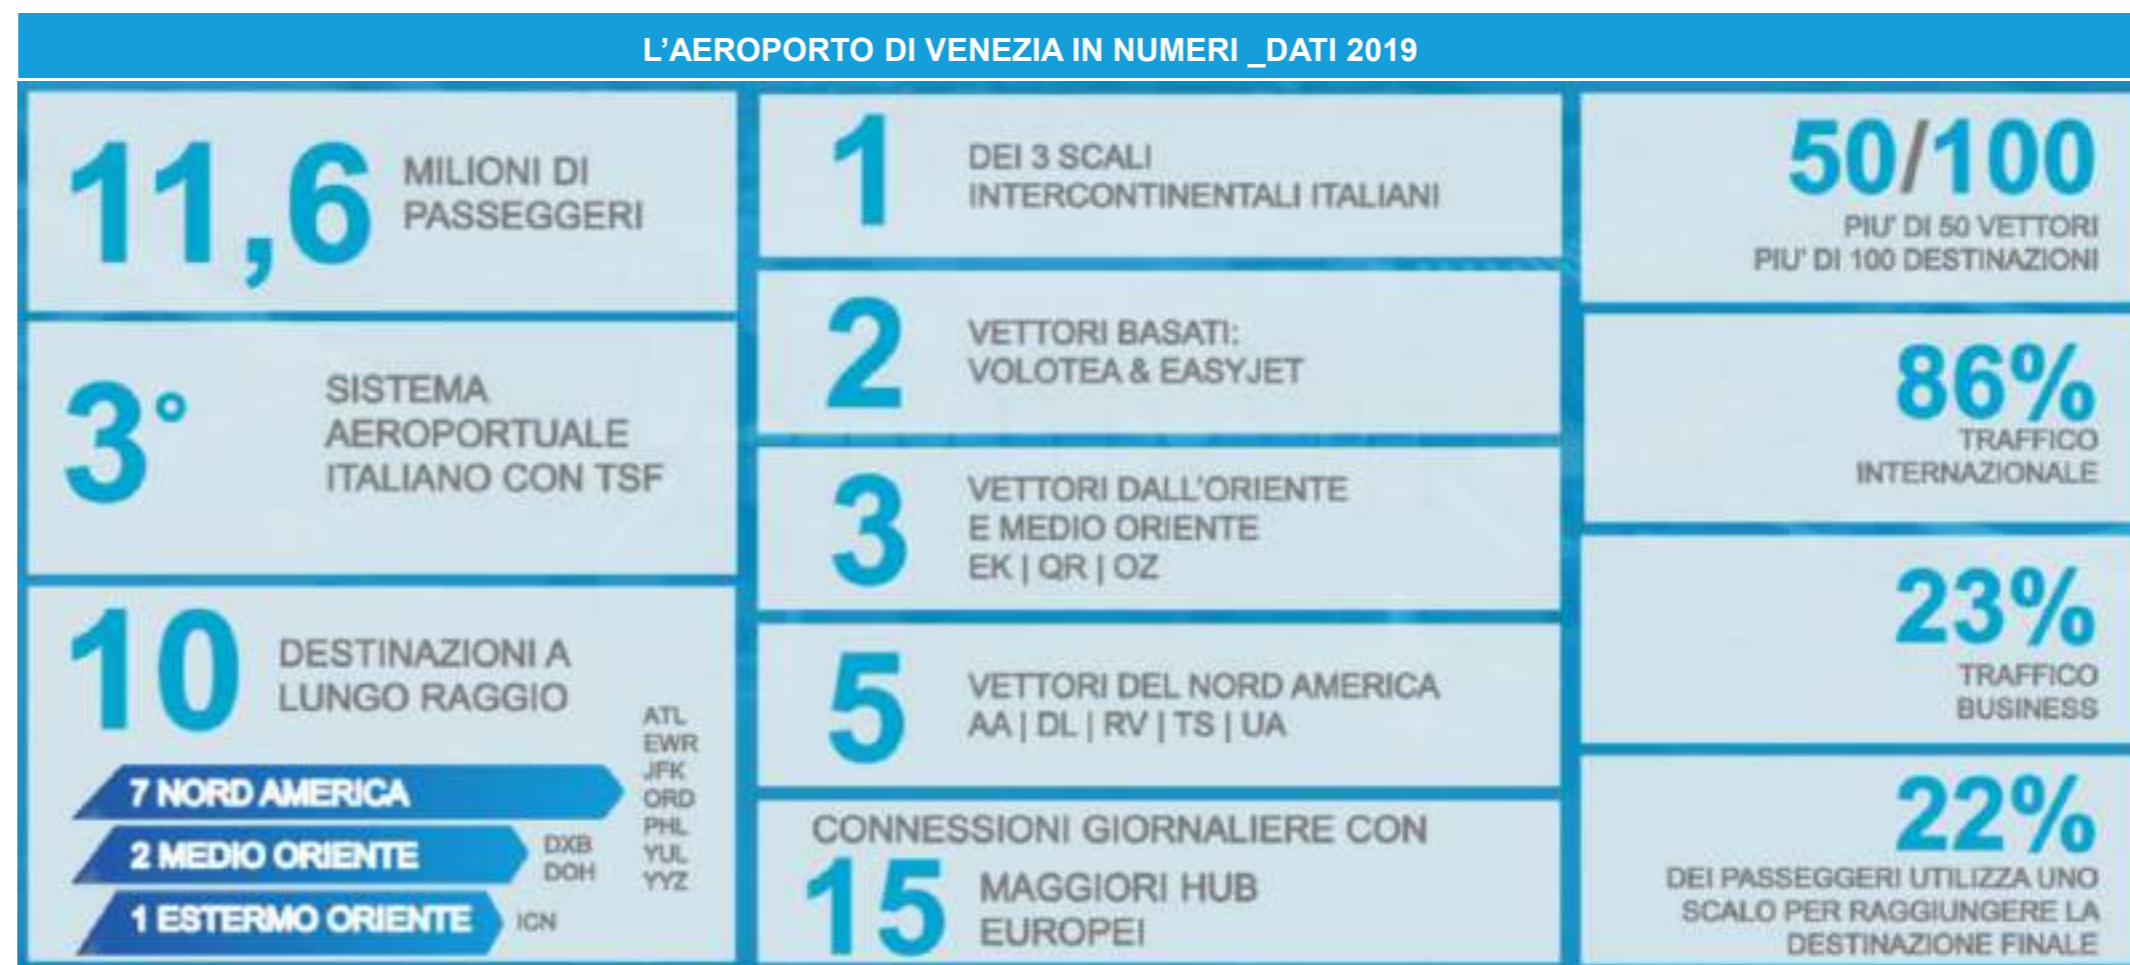 L'AEROPORTO DI VENEZIA IN NUMERI _DATI 2019
11,6
MILIONI DI
PASSEGGERI
3°
SISTEMA
AEROPORTUALE
ITALIANO CON TSF
10
DESTINAZIONI A
LUNGO RAGGIO
7 NORD AMERICA
ATL
EWR
JFK
ORD
PHL
YUL
YYZ
2 MEDIO ORIENTE
DXB
DOH
1 ESTERMO ORIENTE
ICN
1
DEI 3 SCALI
INTERCONTINENTALI ITALIANI
2
VETTORI BASATI:
VOLOTEA & EASYJET
3
VETTORI DALL'ORIENTE
E MEDIO ORIENTE
EK | QR | OZ
5
VETTORI DEL NORD AMERICA
AA | DL | RV | TS | UA
CONNESSIONI GIORNALIERE CON
15
MAGGIORI HUB
EUROPEI
50/100
PIU' DI 50 VETTORI
PIU' DI 100 DESTINAZIONI
86%
TRAFFICO
INTERNAZIONALE
23%
TRAFFICO
BUSINESS
22%
DEI PASSEGGERI UTILIZZA UNO
SCALO PER RAGGIUNGERE LA
DESTINAZIONE FINALE